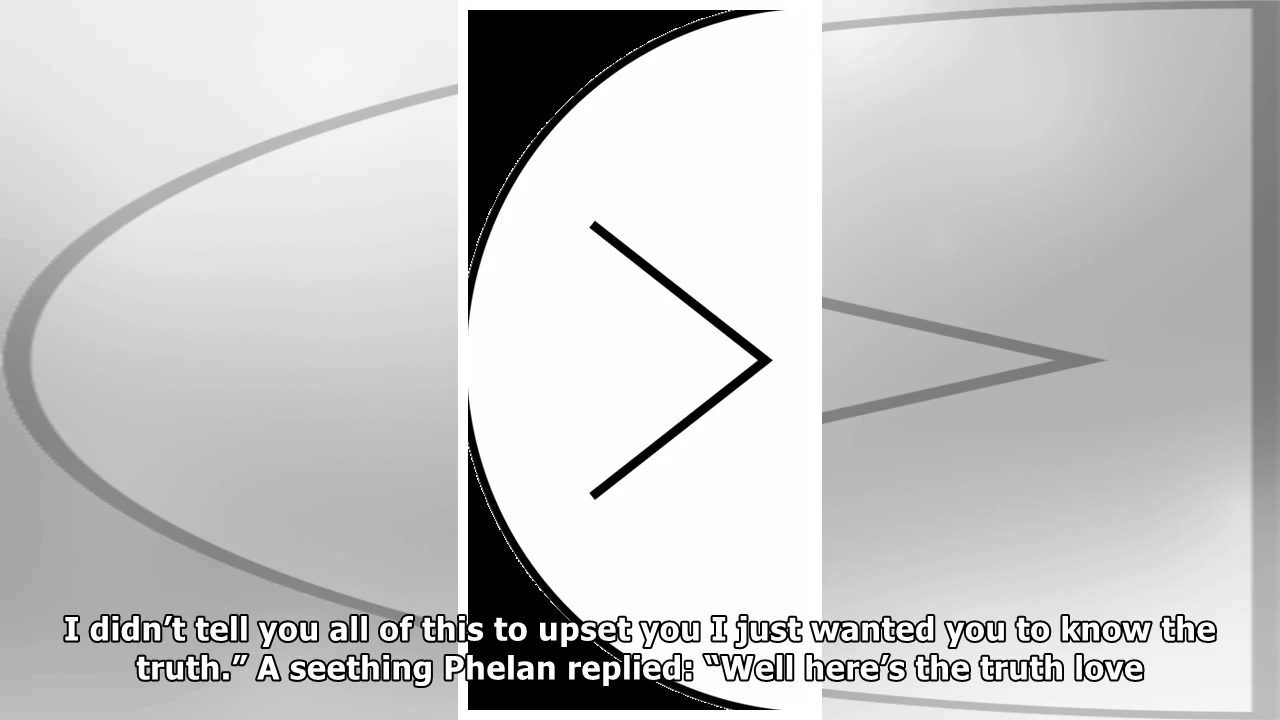 I didn’t tell you all of this to upset you I just wanted you to know the
truth.” A seething Phelan replied: “Well here’s the truth love